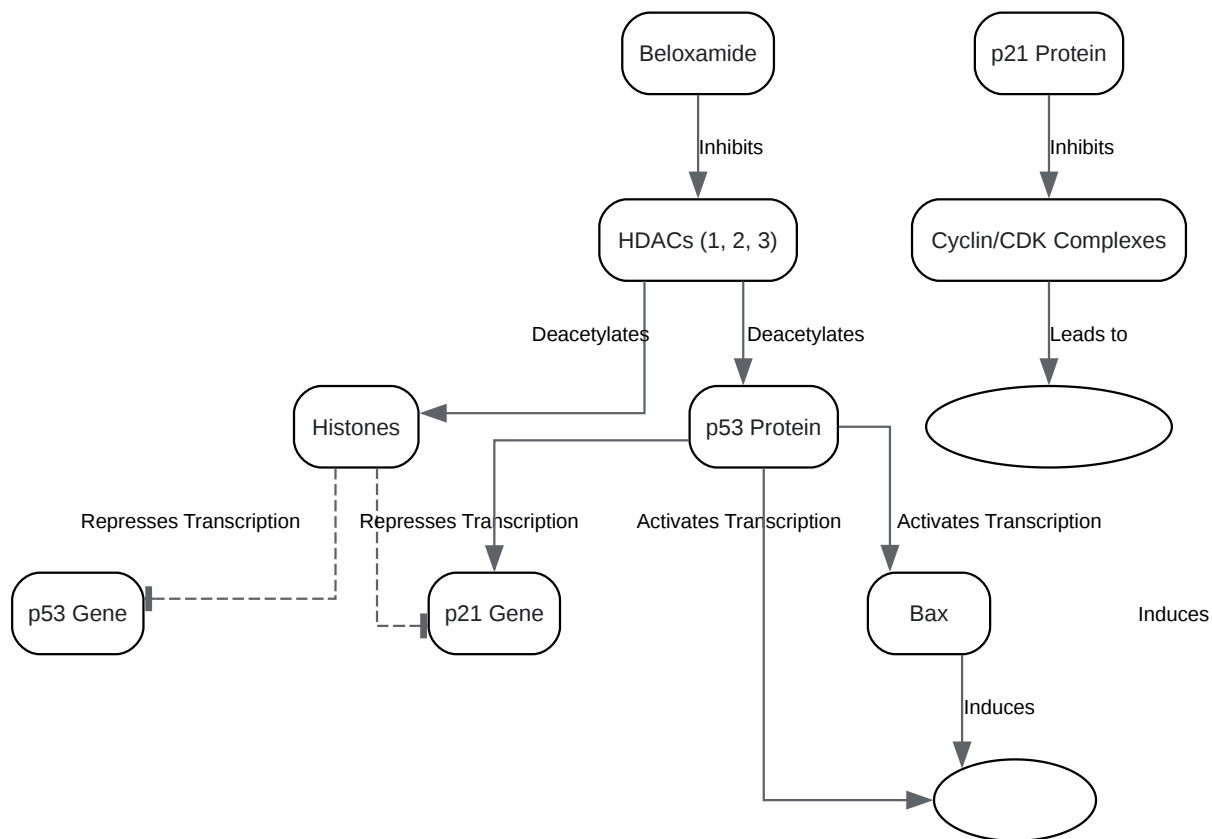 Beloxamide
p21 Protein
Inhibits
Inhibits
HDACs (1, 2, 3)
Cyclin/CDK Complexes
Deacetylates
Deacetylates
Leads to
Histones
p53 Protein
Represses Transcription
Represses Transcription
Activates Transcription
Activates Transcription
p53 Gene
p21 Gene
Bax
Induces
Induces